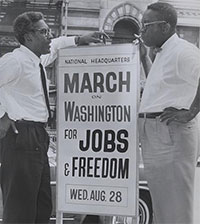 NATIONAL HEADQUARTERS
MARCH
ON
WASHINGTON
FOR JOBS
& FREEDOM
WED. AUG. 28